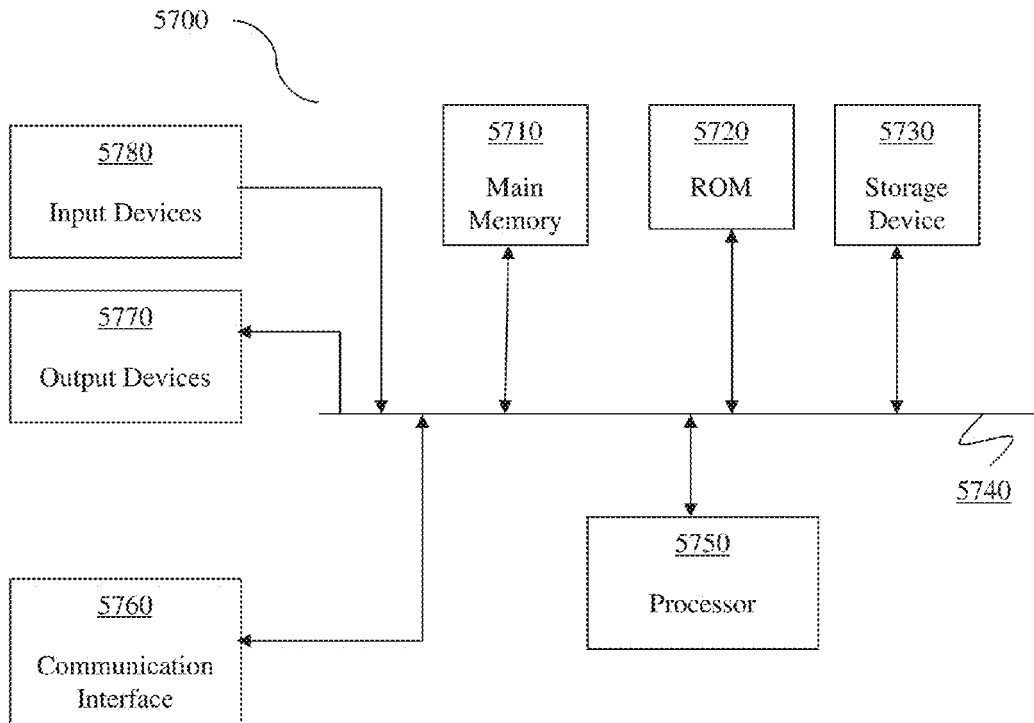 5700
5780
Input Devices
5710
Main
Memory
5720
ROM
5730
Storage
Device
5770
Output Devices
5740
5750
Processor
5760
Communication
Interface